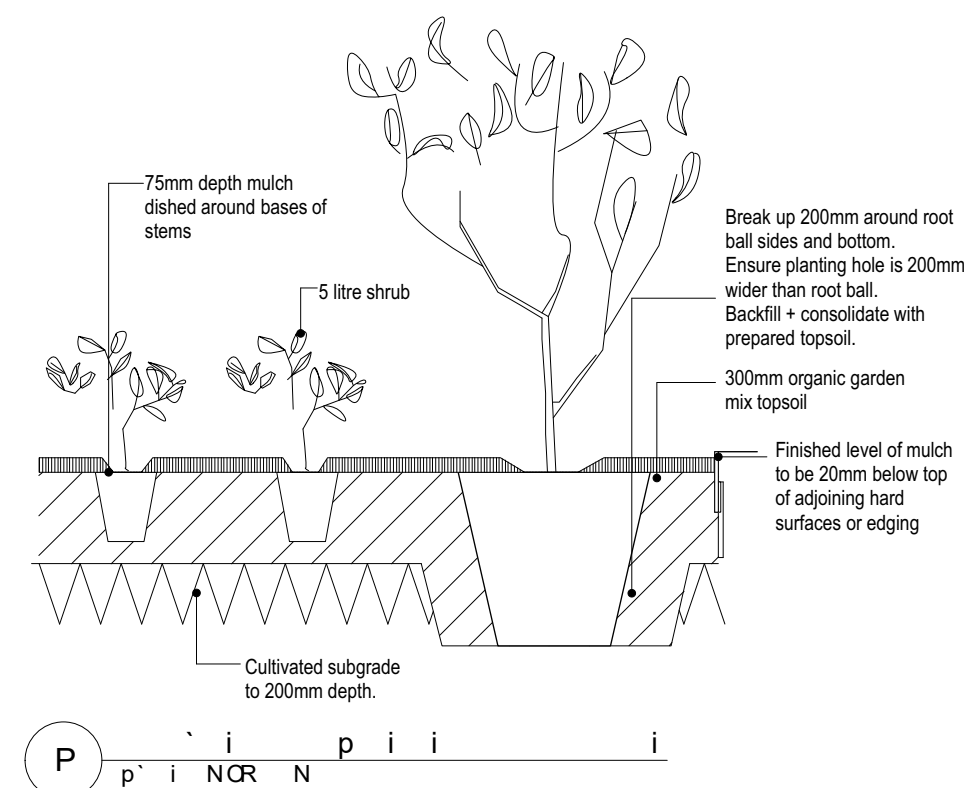 75mm depth mulch
dished around bases of
stems
5 litre shrub
Break up 200mm around root
ball sides and bottom.
Ensure planting hole is 200mm
wider than root ball.
Backfill + consolidate with
prepared topsoil.
300mm organic garden
mix topsoil
Finished level of mulch
to be 20mm below top
of adjoining hard
surfaces or edging
Cultivated subgrade
to 200mm depth.
P
` i p i i i
p` i NOR N